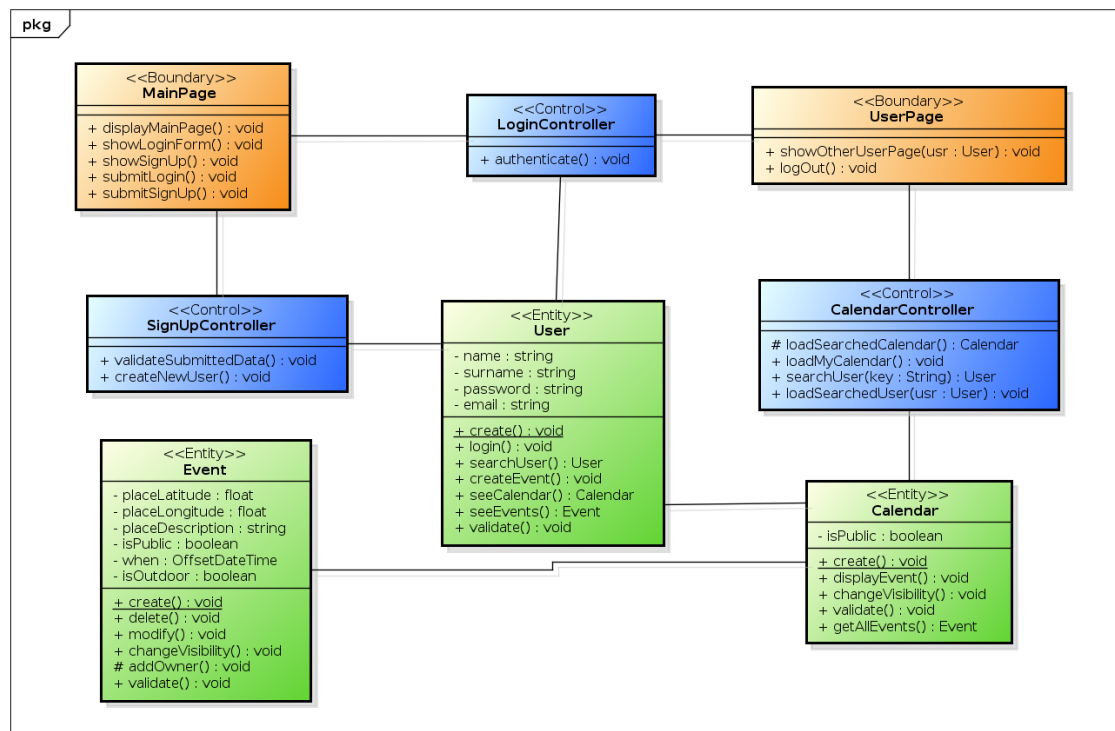 pkg
<<Boundary>>
MainPage
+ displayMainPage() : void
+ showLoginForm() : void
+ showSignUp() : void
+ submitLogin() : void
+ submitSignUp() : void
<<Control>>
LoginController
+ authenticate() : void
<<Boundary>>
UserPage
+ showOtherUserPage(usr : User) : void
+ logOut() : void
<<Control>>
SignUpController
+ validateSubmittedData() : void
+ createNewUser() : void
<<Entity>>
User
- name : string
- surname : string
- password : string
- email : string
+ create() : void
+ login() : void
+ searchUser() : User
+ createEvent() : void
+ seeCalendar() : Calendar
+ seeEvents() : Event
+ validate() : void
<<Control>>
CalendarController
# loadSearchedCalendar() : Calendar
+ loadMyCalendar() : void
+ searchUser(key : String) : User
+ loadSearchedUser(usr : User) : void
<<Entity>>
Event
- placeLatitude : float
- placeLongitude : float
- placeDescription : string
- isPublic : boolean
- when : OffsetDateTime
- isOutdoor : boolean
+ create() : void
+ delete() : void
+ modify() : void
+ changeVisibility() : void
# addOwner() : void
+ validate() : void
<<Entity>>
Calendar
- isPublic : boolean
+ create() : void
+ displayEvent() : void
+ changeVisibility() : void
+ validate() : void
+ getAllEvents() : Event